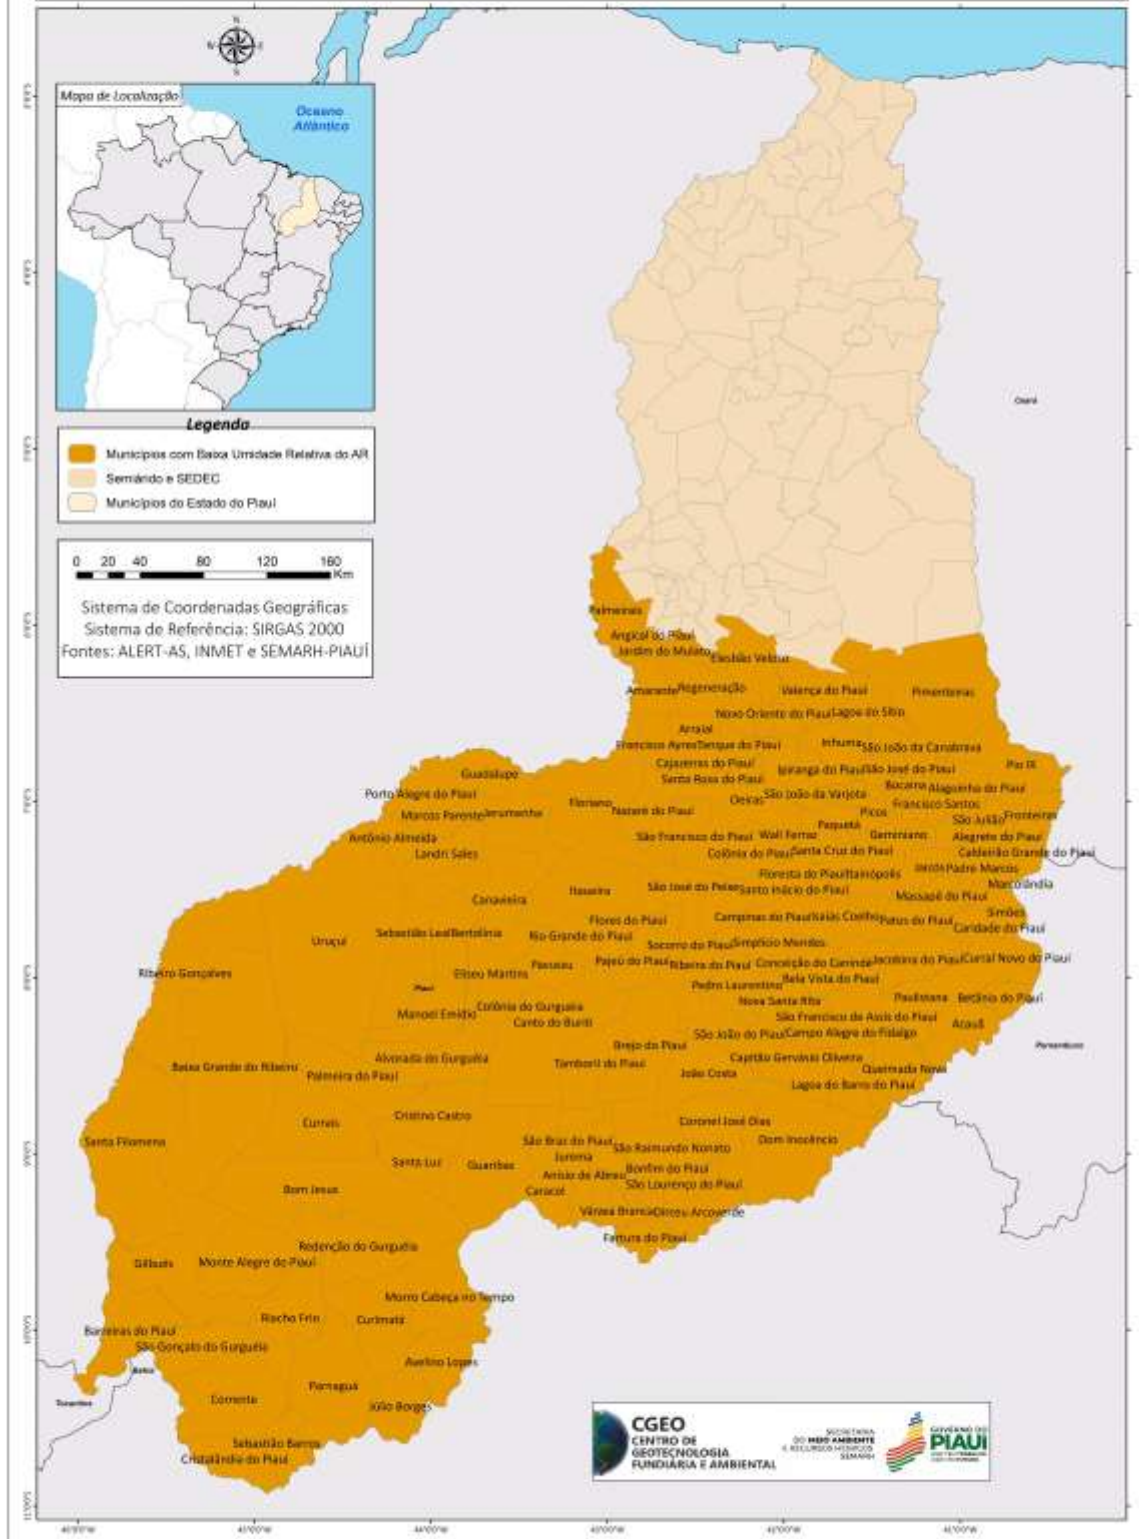 N
W
E
S
Mapa de Localização
Oceano
Atlântico
Legenda
Municípios com Baixa Umidade Relativa do AR
Semiárido e SEDEC
Municípios do Estado do Piauí
0 20 40 80 120 160
Km
Sistema de Coordenadas Geográficas
Sistema de Referência: SIRGAS 2000
Fontes: ALERT-AS, INMET e SEMARH-PIAUÍ
Ceará
Palmeirais
Angical do Piauí
Jardim do Mulato
Elesbão Veloso
Amarante
Regeneração
Valença do Piauí
Pimenteiras
Novo Oriente do Piauí
Lagoa do Sítio
Arraial
Francisco Ayres
Tanque do Piauí
Inhuma
São João da Canabrava
Cajazeiras do Piauí
Ipiranga do Piauí
São José do Piauí
Pio IX
Guadalupe
Santa Rosa do Piauí
Bocaina
Alagoinha do Piauí
Porto Alegre do Piauí
Floriano
Oeiras
São João da Varjota
Francisco Santos
Marcos Parente
Jerumenha
Nazaré do Piauí
Picos
São Julião
Fronteiras
Paquetá
Antônio Almeida
São Francisco do Piauí
Wall Ferraz
Geminiano
Alegrete do Piauí
Landri Sales
Colônia do Piauí
Santa Cruz do Piauí
Caldeirão Grande do Piauí
Floresta do Piauí
Itainópolis
Jaicós
Padre Marcos
Itaueira
São José do Peixe
Santo Inácio do Piauí
Marcolândia
Canavieira
Massapê do Piauí
Flores do Piauí
Campinas do Piauí
Isaías Coelho
Patos do Piauí
Simões
Caridade do Piauí
Uruçuí
Sebastião Leal
Bertolínia
Rio Grande do Piauí
Socorro do Piauí
Simplício Mendes
Ribeiro Gonçalves
Eliseu Martins
Pavussu
Pajeú do Piauí
Ribeira do Piauí
Conceição do Canindé
Jacobina do Piauí
Curral Novo do Piauí
Bela Vista do Piauí
Piauí
Pedro Laurentino
Colônia do Gurguéia
Nova Santa Rita
Paulistana
Betânia do Piauí
Manoel Emídio
Canto do Buriti
São Francisco de Assis do Piauí
Acauã
São João do Piauí
Campo Alegre do Fidalgo
Brejo do Piauí
Pernambuco
Alvorada do Gurguéia
Tamboril do Piauí
Capitão Gervásio Oliveira
Baixa Grande do Ribeiro
Palmeira do Piauí
João Costa
Queimada Nova
Lagoa do Barro do Piauí
Cristino Castro
Currais
Coronel José Dias
Santa Filomena
São Braz do Piauí
São Raimundo Nonato
Dom Inocêncio
Jurema
Santa Luz
Guaribas
Anísio de Abreu
Bonfim do Piauí
Bom Jesus
Caracol
São Lourenço do Piauí
Várzea Branca
Dirceu Arcoverde
Fartura do Piauí
Redenção do Gurguéia
Gilbués
Monte Alegre do Piauí
Morro Cabeça no Tempo
Riacho Frio
Curimatá
Barreiras do Piauí
São Gonçalo do Gurguéia
Avelino Lopes
Bahia
Tocantins
Parnaguá
Corrente
Júlio Borges
Sebastião Barros
Cristalândia do Piauí
CGEO
CENTRO DE
GEOTECNOLOGIA
FUNDIÁRIA E AMBIENTAL
SECRETARIA
DO MEIO AMBIENTE
E RECURSOS HÍDRICOS
SEMARH
GOVERNO DO
PIAUÍ